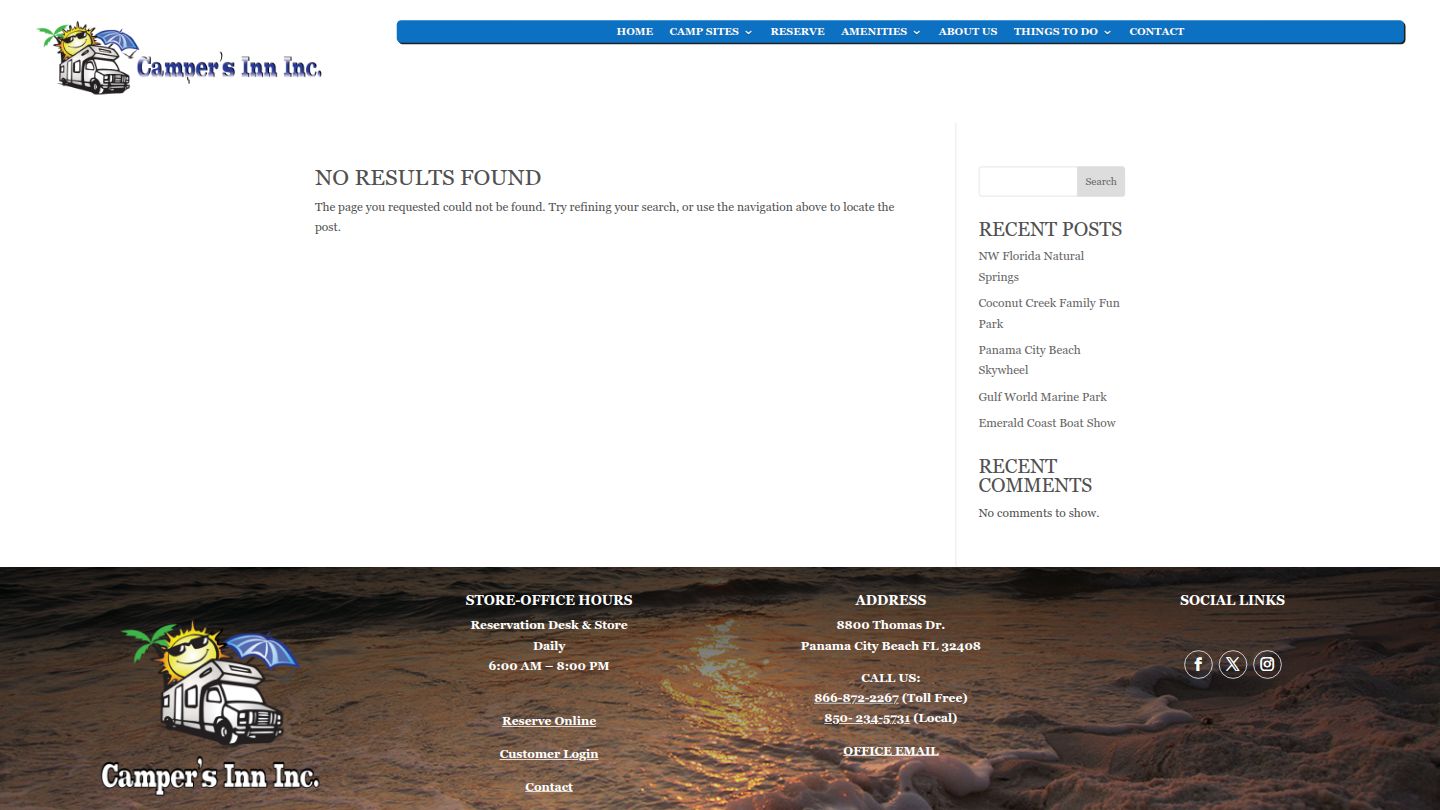 Camper's Inn Inc.
HOME CAMP SITES RESERVE AMENITIES ABOUT US THINGS TO DO CONTACT
NO RESULTS FOUND
The page you requested could not be found. Try refining your search, or use the navigation above to locate the
post.
Search
RECENT POSTS
NW Florida Natural
Springs
Coconut Creek Family Fun
Park
Panama City Beach
Skywheel
Gulf World Marine Park
Emerald Coast Boat Show
RECENT
COMMENTS
No comments to show.
Camper's Inn Inc.
STORE-OFFICE HOURS
Reservation Desk & Store
Daily
6:00 AM – 8:00 PM
Reserve Online
Customer Login
Contact
ADDRESS
8800 Thomas Dr.
Panama City Beach FL 32408
CALL US:
866-872-2267 (Toll Free)
850- 234-5731 (Local)
OFFICE EMAIL
SOCIAL LINKS